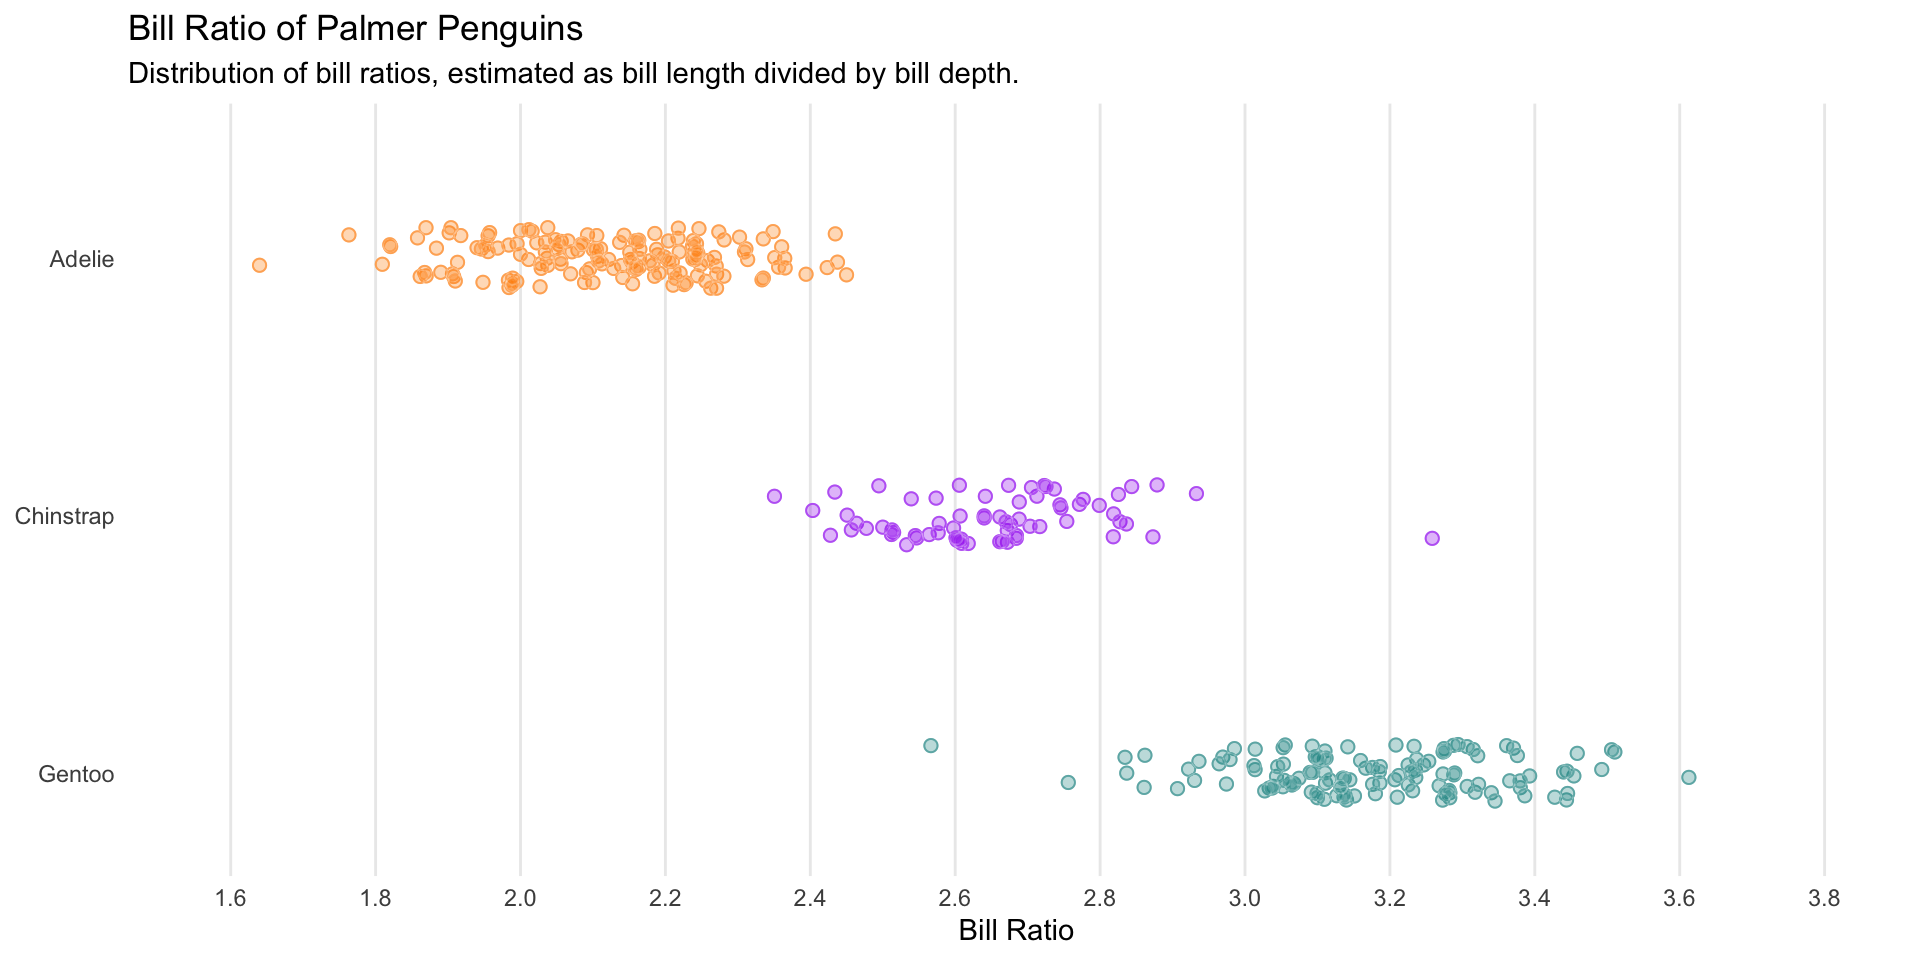 Bill Ratio of Palmer Penguins
Distribution of bill ratios, estimated as bill length divided by bill depth.
Adelie
Chinstrap
Gentoo
1.6 1.8 2.0 2.2 2.4 2.6 2.8 3.0 3.2 3.4 3.6 3.8
Bill Ratio